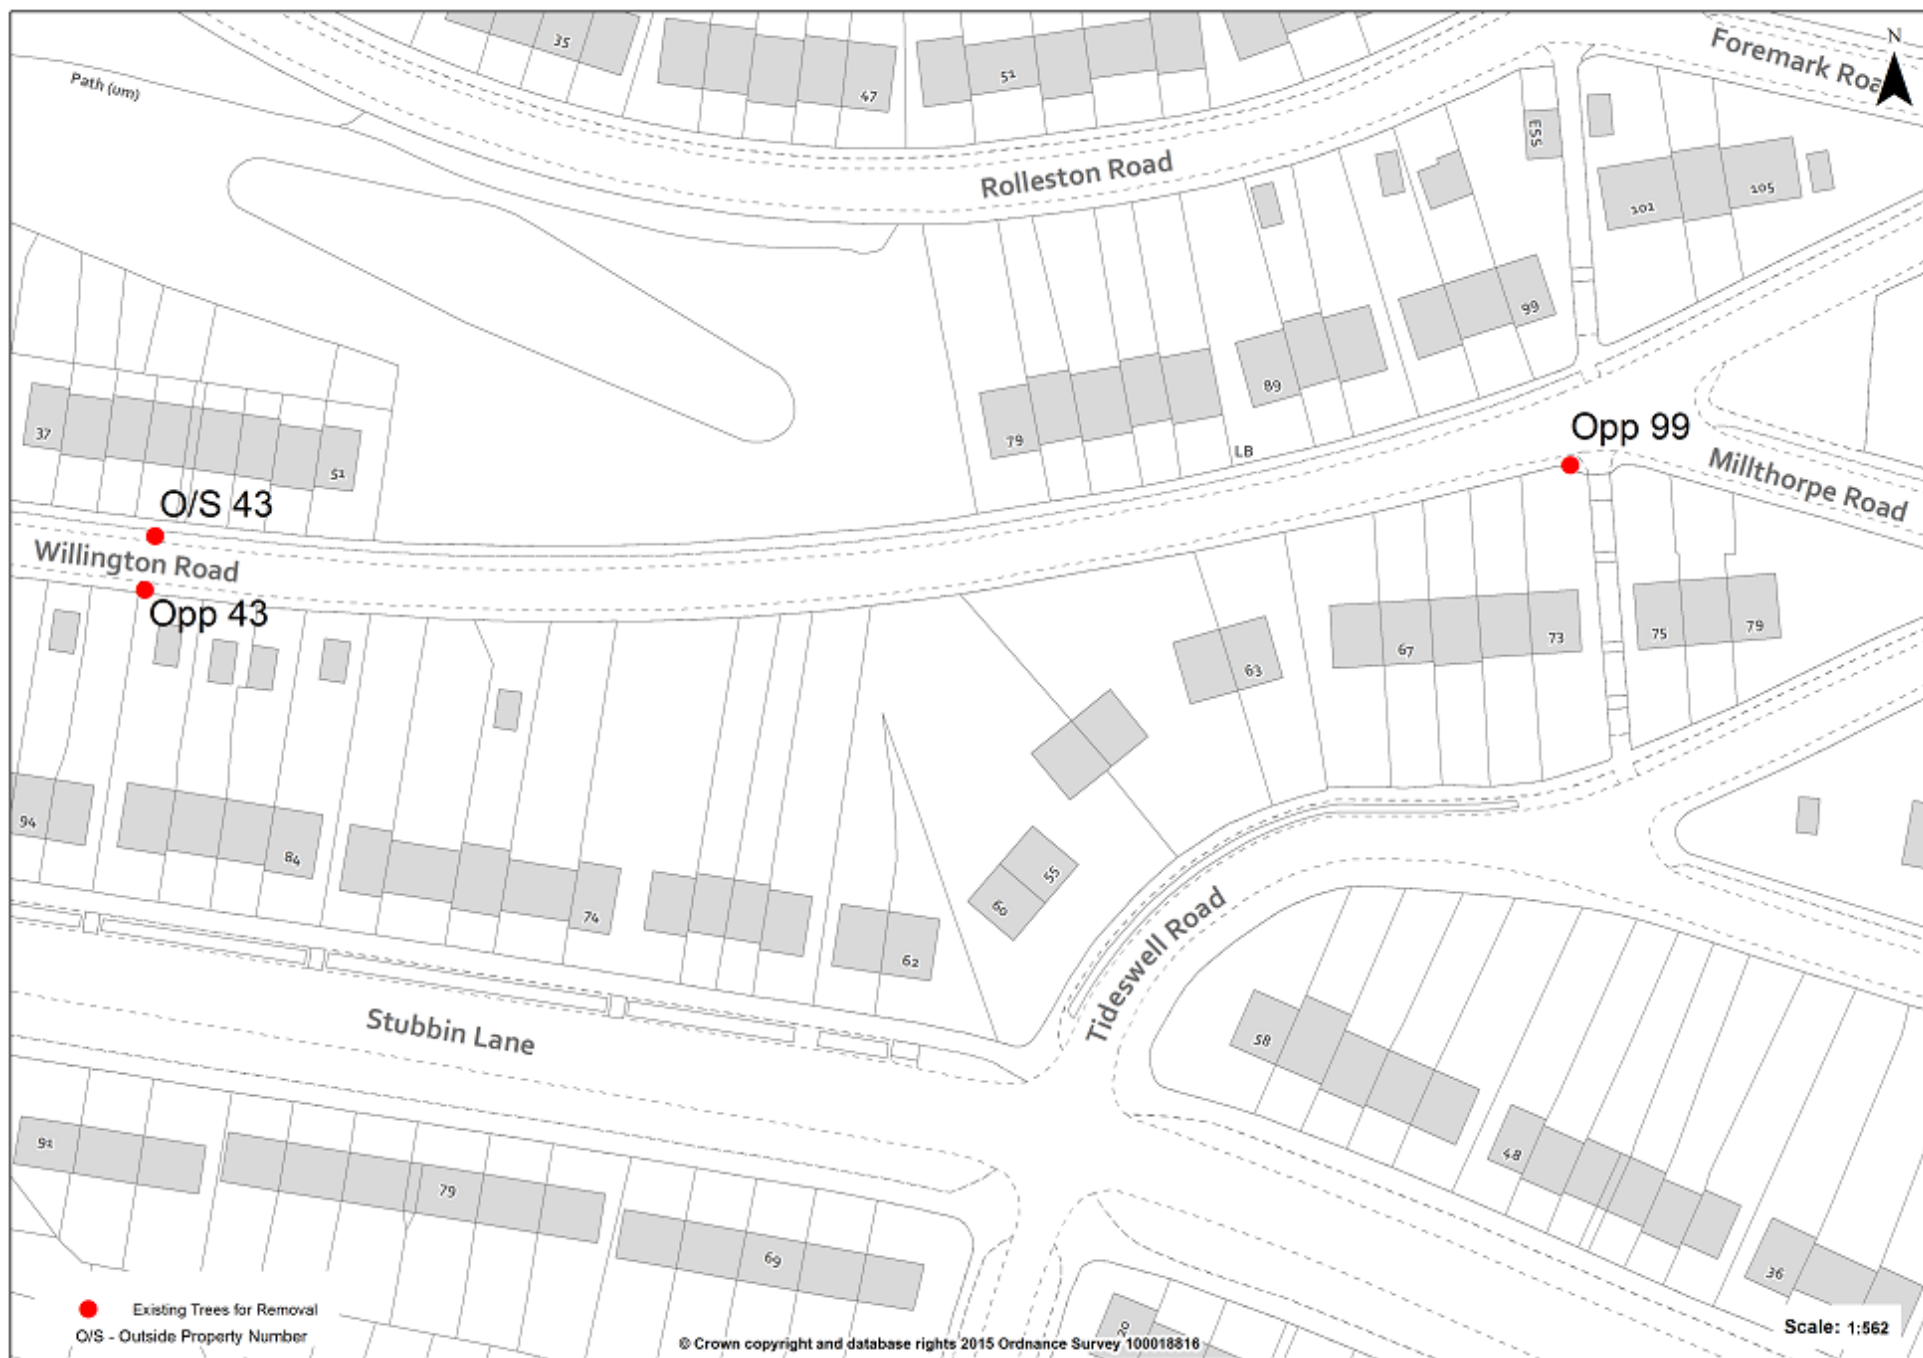 35
47
51
Foremark Road
N
Path (um)
Rolleston Road
ESS
101
105
99
89
79
37
51
LB
Opp 99
Millthorpe Road
O/S 43
Willington Road
Opp 43
63
67
73
75
79
94
84
74
62
60
55
Tideswell Road
Stubbin Lane
58
48
36
91
79
69
20
Existing Trees for Removal
O/S - Outside Property Number
© Crown copyright and database rights 2015 Ordnance Survey 100018816
Scale: 1:562